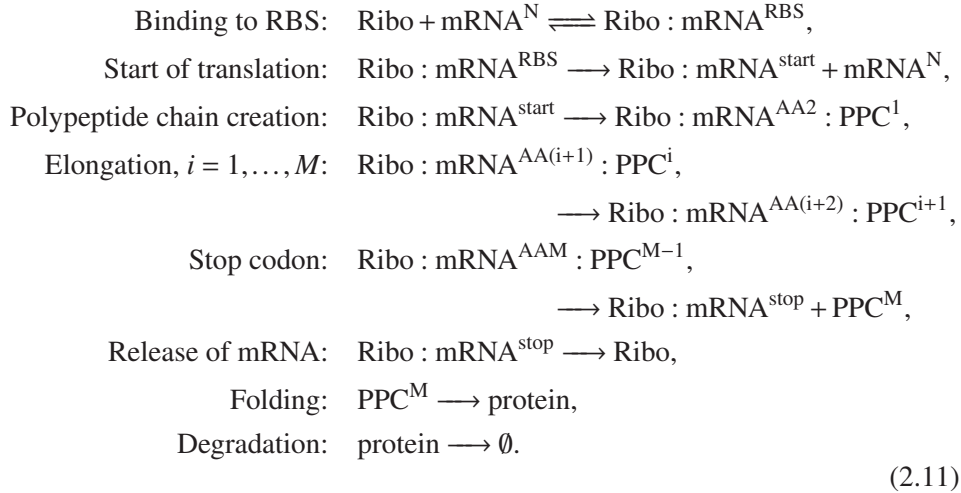 Binding to RBS: Ribo + mRNA^N ⇌ Ribo : mRNA^RBS,
Start of translation: Ribo : mRNA^RBS ⟶ Ribo : mRNA^start + mRNA^N,
Polypeptide chain creation: Ribo : mRNA^start ⟶ Ribo : mRNA^AA2 : PPC^1,
Elongation, i = 1,…, M: Ribo : mRNA^AA(i+1) : PPC^i,
⟶ Ribo : mRNA^AA(i+2) : PPC^i+1,
Stop codon: Ribo : mRNA^AAM : PPC^M−1,
⟶ Ribo : mRNA^stop + PPC^M,
Release of mRNA: Ribo : mRNA^stop ⟶ Ribo,
Folding: PPC^M ⟶ protein,
Degradation: protein ⟶ ∅.
(2.11)